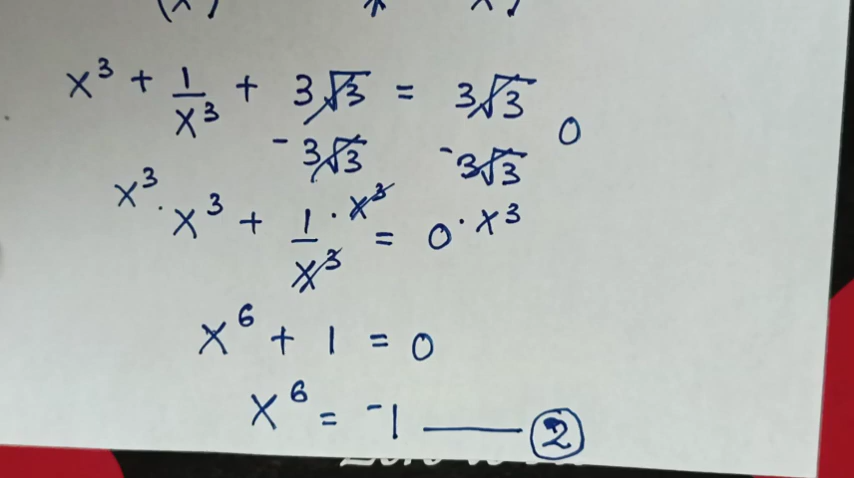 x³ + 1/x³ + 3√3 = 3√3
-3√3 -3√3 0
x³ · x³ + 1/x³ · x³ = 0 · x³
x⁶ + 1 = 0
x⁶ = -1 —— ②